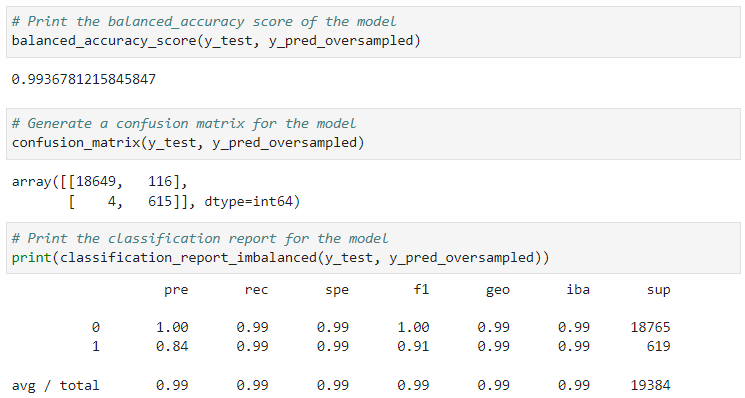 # Print the balanced_accuracy score of the model
balanced_accuracy_score(y_test, y_pred_oversampled)
0.9936781215845847
# Generate a confusion matrix for the model
confusion_matrix(y_test, y_pred_oversampled)
array([[18649,   116],
       [    4,   615]], dtype=int64)
# Print the classification report for the model
print(classification_report_imbalanced(y_test, y_pred_oversampled))
                   pre       rec       spe        f1       geo       iba       sup
          0       1.00      0.99      0.99      1.00      0.99      0.99     18765
          1       0.84      0.99      0.99      0.91      0.99      0.99       619
avg / total       0.99      0.99      0.99      0.99      0.99      0.99     19384